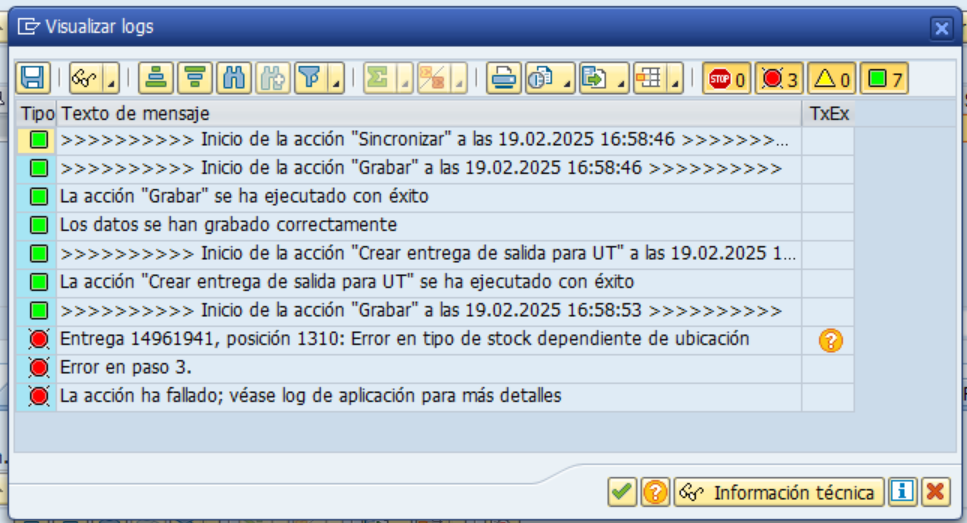 Visualizar logs
0 3 0 7
Tipo Texto de mensaje TxEx
>>>>>>>>>> Inicio de la acción "Sincronizar" a las 19.02.2025 16:58:46 >>>>>>>...
>>>>>>>>>> Inicio de la acción "Grabar" a las 19.02.2025 16:58:46 >>>>>>>>>>
La acción "Grabar" se ha ejecutado con éxito
Los datos se han grabado correctamente
>>>>>>>>>> Inicio de la acción "Crear entrega de salida para UT" a las 19.02.2025 1...
La acción "Crear entrega de salida para UT" se ha ejecutado con éxito
>>>>>>>>>> Inicio de la acción "Grabar" a las 19.02.2025 16:58:53 >>>>>>>>>>
Entrega 14961941, posición 1310: Error en tipo de stock dependiente de ubicación
Error en paso 3.
La acción ha fallado; véase log de aplicación para más detalles
Información técnica